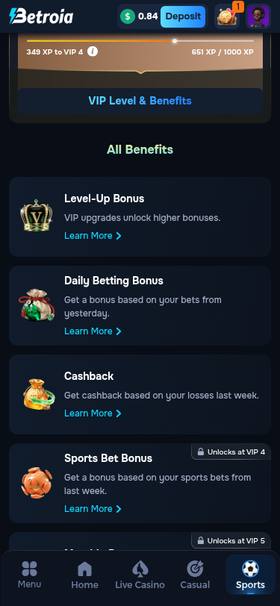 Betroia
$ 0.84 Deposit 1
349 XP to VIP 4 i 651 XP / 1000 XP
VIP Level & Benefits
All Benefits
Level-Up Bonus
VIP upgrades unlock higher bonuses.
Learn More
Daily Betting Bonus
Get a bonus based on your bets from
yesterday.
Learn More
Cashback
Get cashback based on your losses last week.
Learn More
Unlocks at VIP 4
Sports Bet Bonus
Get a bonus based on your sports bets from
last week.
Learn More
Unlocks at VIP 5
Menu Home Live Casino Casual Sports